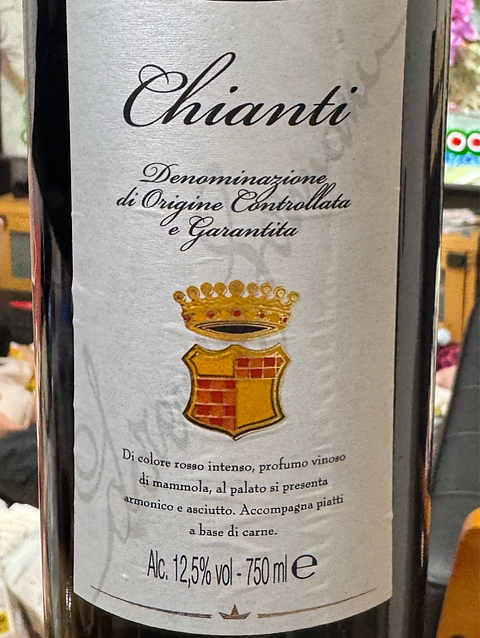 Chianti
Denominazione
di Origine Controllata
e Garantita
Di colore rosso intenso, profumo vinoso
di mammola, al palato si presenta
armonico e asciutto. Accompagna piatti
a base di carne.
Alc. 12,5% vol - 750 ml e